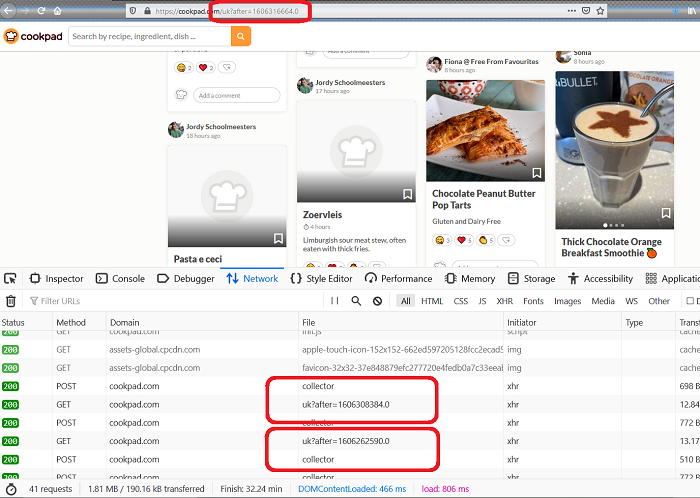 https://cookpad.com/uk?after=1606316664.0
cookpad
Search by recipe, ingredient, dish ...
2
2
Add a comment
Jordy Schoolmeesters
18 hours ago
Pasta e ceci
Add a comment
Jordy Schoolmeesters
17 hours ago
Zoervleis
4 hours
Limburgish sour meat stew, often
eaten with thick fries.
Fiona @ Free From Favourites
8 hours ago
Chocolate Peanut Butter
Pop Tarts
Gluten and Dairy Free
3
5
5
Add a comment
Sonia
8 hours ago
BULLET
CHOCOLATE ORANGE
Thick Chocolate Orange
Breakfast Smoothie
Inspector Console Debugger Network Style Editor Performance Memory Storage Accessibility Applicatio
Filter URLs All HTML CSS JS XHR Fonts Images Media WS Other D
Status Method Domain File Initiator Type Transf
200 GET cookpad.com init.js script cache
200 GET assets-global.cpcdn.com apple-touch-icon-152x152-662ed597205128fcc2ecad5 img cache
200 GET assets-global.cpcdn.com favicon-32x32-37e848879efc277720e4fedb0a7c33eeal img cache
200 POST cookpad.com collector xhr 698 B
200 GET cookpad.com uk?after=1606308384.0 xhr 12.84
200 POST cookpad.com collector xhr 772 B
200 GET cookpad.com uk?after=1606262590.0 xhr 13.17
200 POST cookpad.com collector xhr 510 B
200 POST cookpad.com collector xhr 772 B
41 requests 1.81 MB / 190.16 kB transferred Finish: 32.24 min DOMContentLoaded: 466 ms load: 806 ms